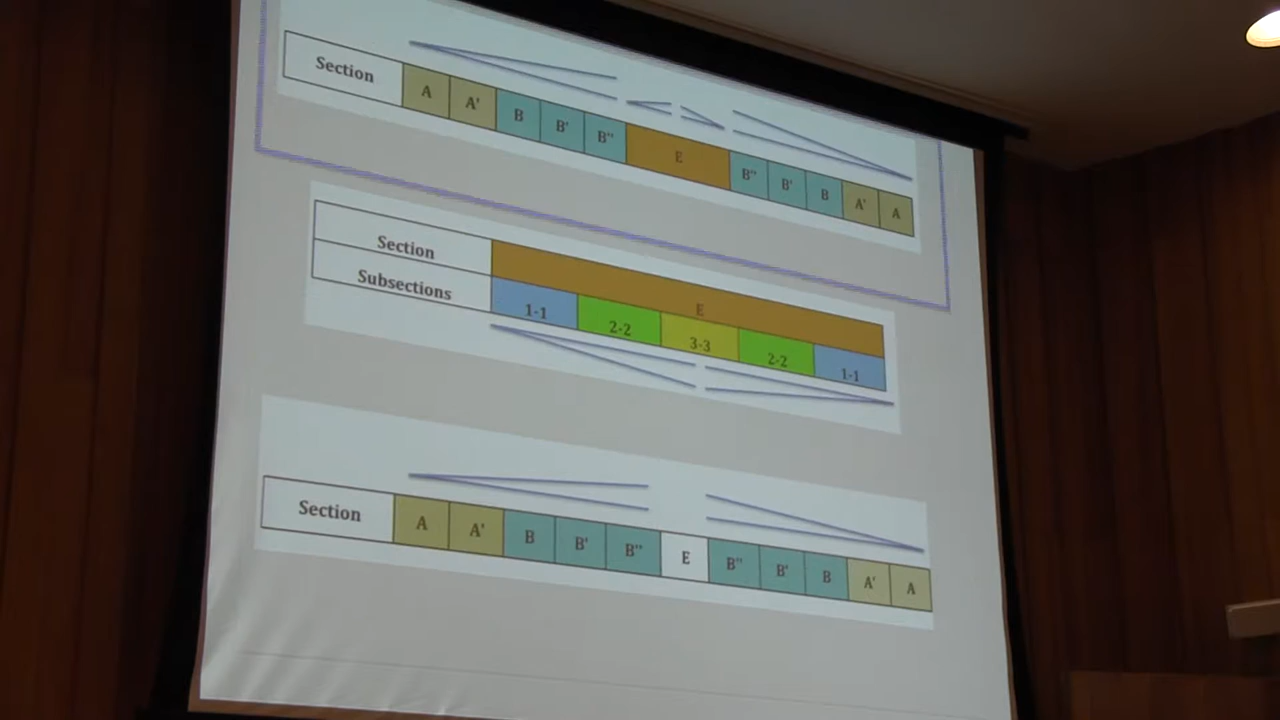 Section A A' B B' B'' E B'' B' B A' A
Section E
Subsections 1-1 2-2 3-3 2-2 1-1
Section A A' B B' B'' E B'' B' B A' A